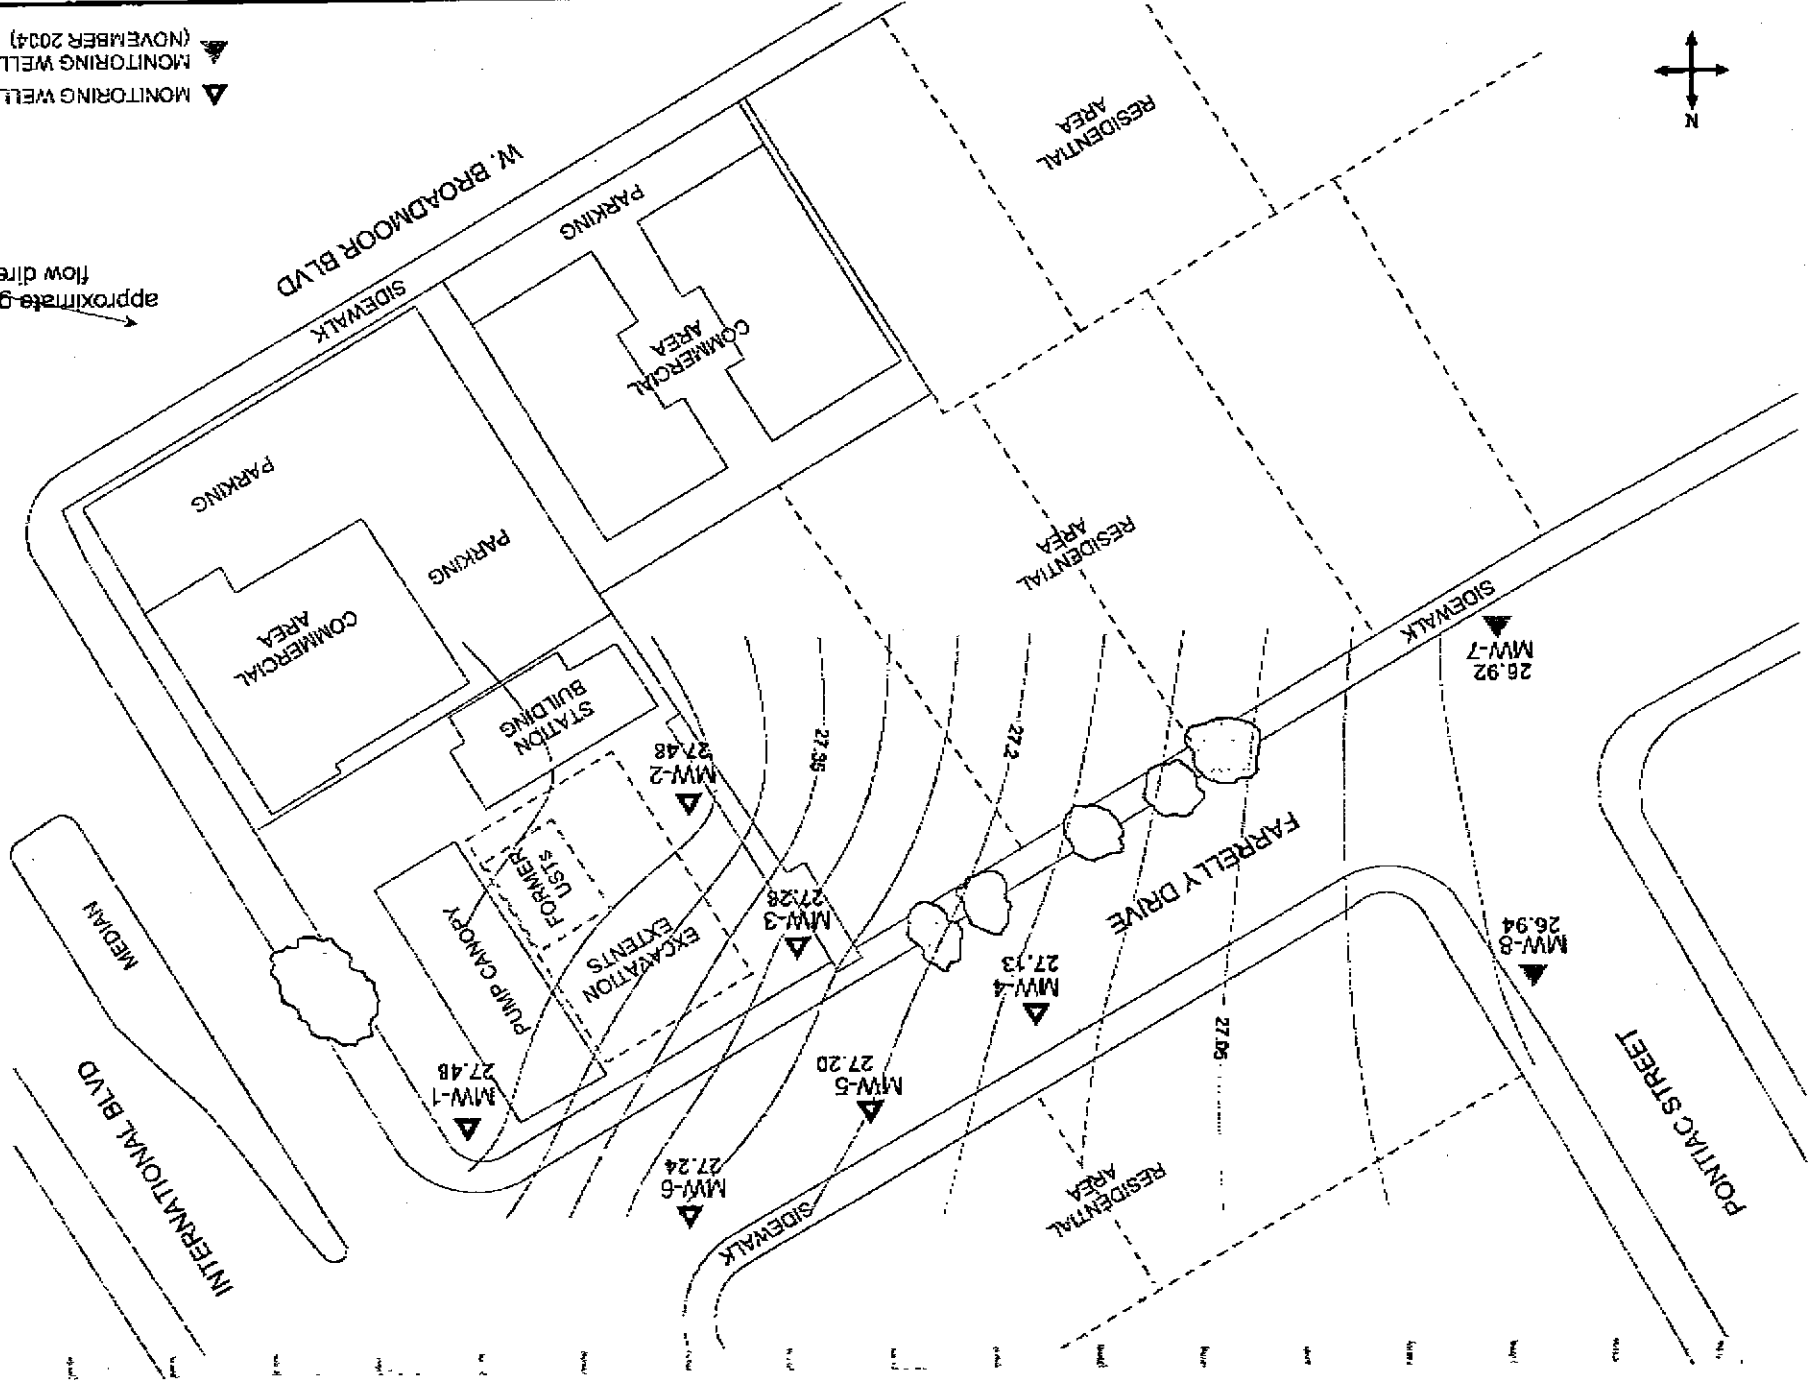 MONITORING WELL
MONITORING WELL
(NOVEMBER 2004)
approximate g
flow dire
N
W. BROADMOOR BLVD
SIDEWALK
PARKING
COMMERCIAL
AREA
PARKING
PARKING
COMMERCIAL
AREA
RESIDENTIAL
AREA
RESIDENTIAL
AREA
SIDEWALK
26.92
MW-7
STATION
BUILDING
MW-2
27.48
27.2
FORMER
USTs
EXCAVATION
EXTENTS
PUMP CANOPY
MW-3
27.28
MW-4
27.13
FARRELLY DRIVE
MW-8
26.94
27.06
MEDIAN
INTERNATIONAL BLVD
MW-1
27.48
MW-5
27.20
MW-6
27.24
SIDEWALK
RESIDENTIAL
AREA
PONTIAC STREET